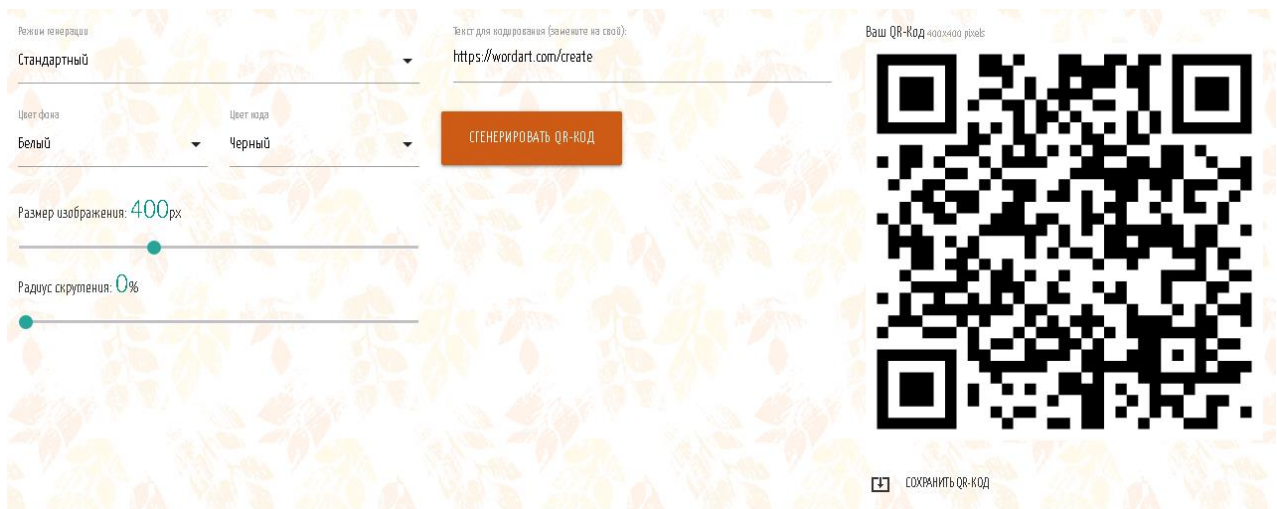 Режим генерации
Стандартный
Цвет фона
Белый
Цвет кода
Черный
Размер изображения: 400px
Радиус скругления: 0%
Текст для кодирования (замените на свой):
https://wordart.com/create
СГЕНЕРИРОВАТЬ QR-КОД
Ваш QR-Код 400x400 pixels
СОХРАНИТЬ QR-КОД